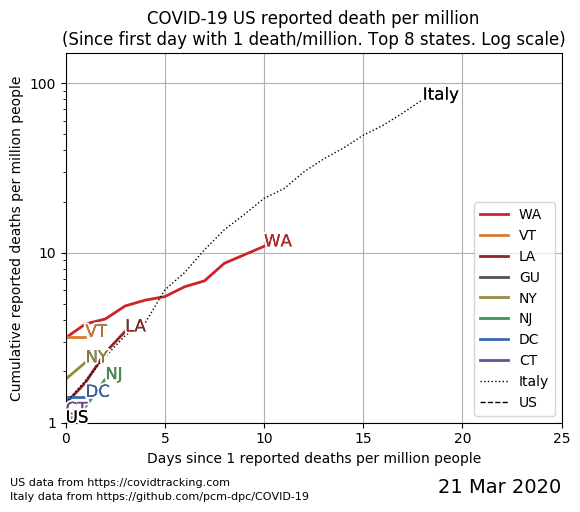 COVID-19 US reported death per million
(Since first day with 1 death/million. Top 8 states. Log scale)
Cumulative reported deaths per million people
100
10
1
Italy
WA
VT
LA
NY
NJ
DC
CT
US
WA
VT
LA
GU
NY
NJ
DC
CT
Italy
US
0
5
10
15
20
25
Days since 1 reported deaths per million people
US data from https://covidtracking.com
Italy data from https://github.com/pcm-dpc/COVID-19
21 Mar 2020